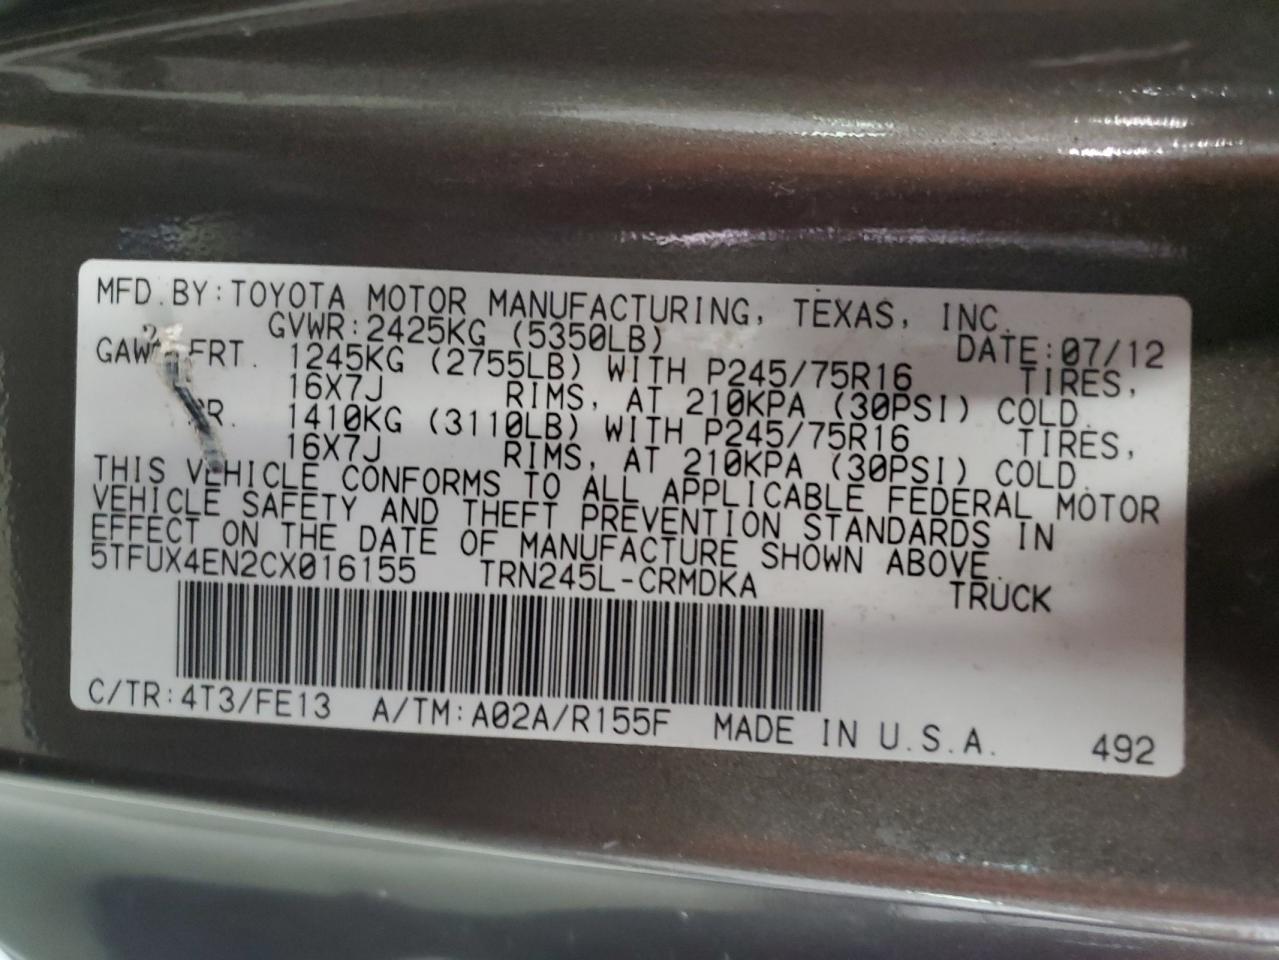 MFD. BY: TOYOTA MOTOR MANUFACTURING, TEXAS, INC.
GVWR: 2425KG (5350LB) DATE: 07/12
FRT. 1245KG (2755LB) WITH P245/75R16 TIRES,
16X7J RIMS, AT 210KPA (30PSI) COLD.
1410KG (3110LB) WITH P245/75R16 TIRES,
16X7J RIMS, AT 210KPA (30PSI) COLD.
THIS VEHICLE CONFORMS TO ALL APPLICABLE FEDERAL MOTOR
VEHICLE SAFETY AND THEFT PREVENTION STANDARDS IN
EFFECT ON THE DATE OF MANUFACTURE SHOWN ABOVE.
5TFUX4EN2CX016155 TRN245L-CRMDKA TRUCK
C/TR: 4T3/FE13 A/TM: A02A/R155F MADE IN U.S.A. 492